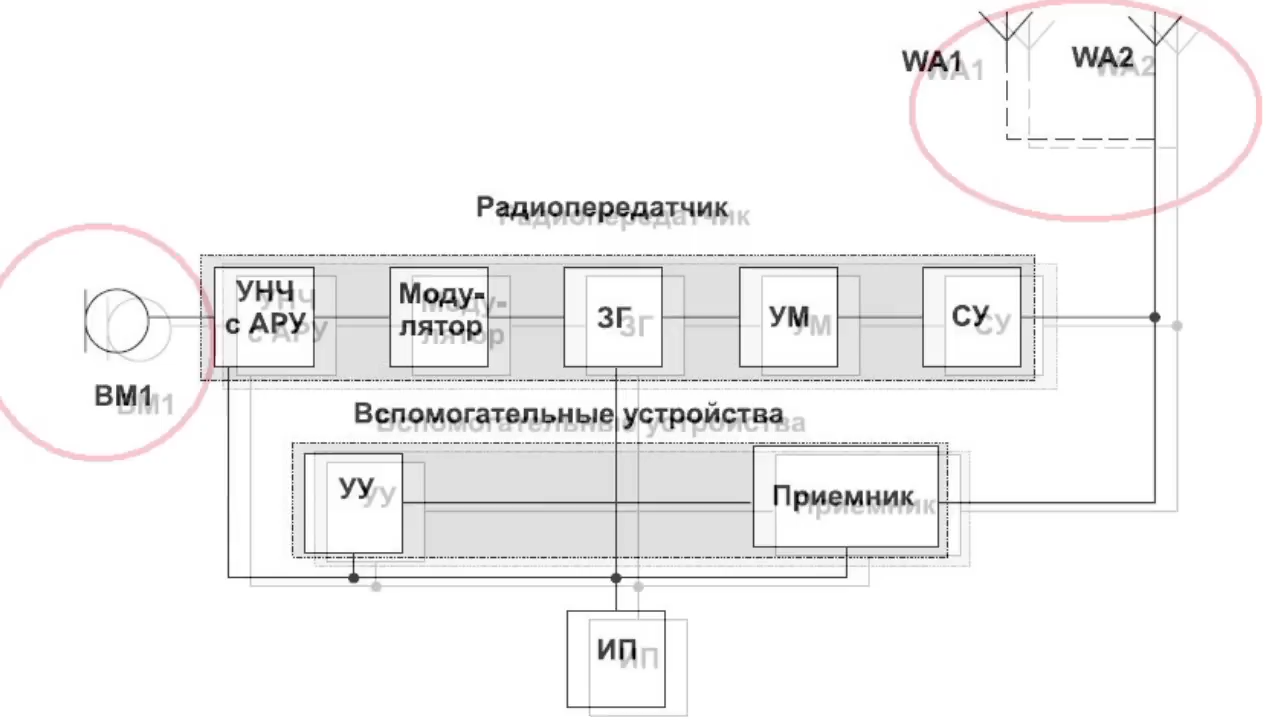 WA1
WA2
Радиопередатчик
УНЧ
с АРУ
Моду-
лятор
ЗГ
УМ
СУ
ВМ1
Вспомогательные устройства
УУ
Приемник
ИП